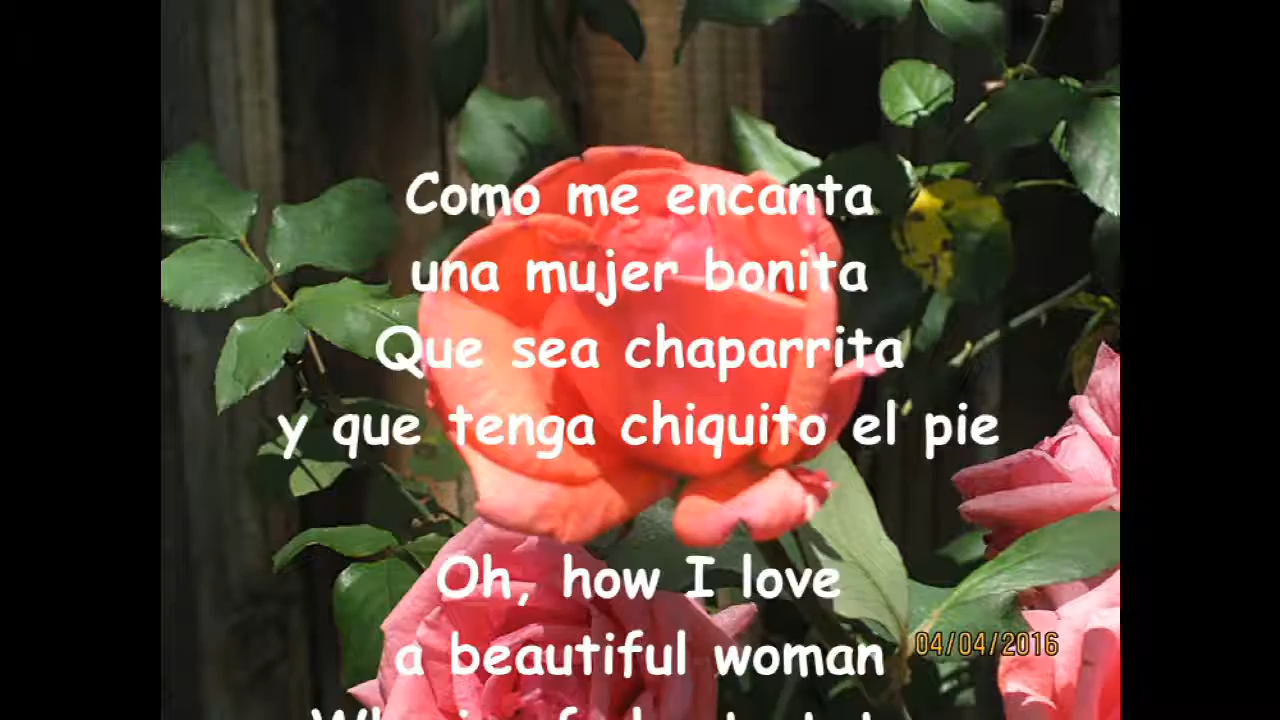 Como me encanta
una mujer bonita
Que sea chaparrita
y que tenga chiquito el pie
Oh, how I love
a beautiful woman
04/04/2016